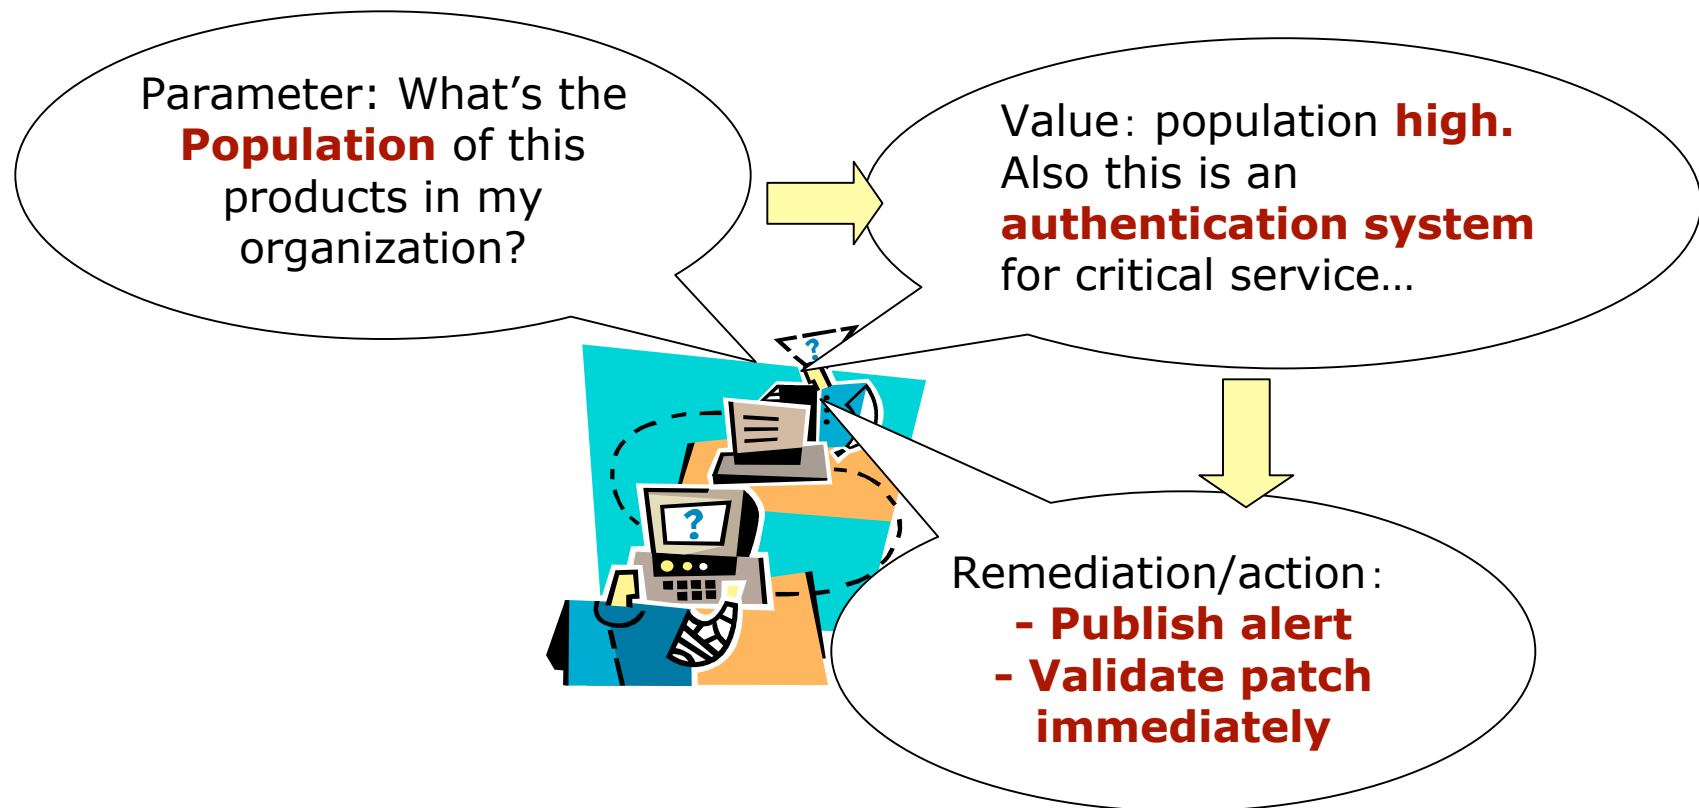 Parameter: What’s the
Population of this
products in my
organization?
Value: population high.
Also this is an
authentication system
for critical service…
?
?
Remediation/action:
- Publish alert
- Validate patch
immediately